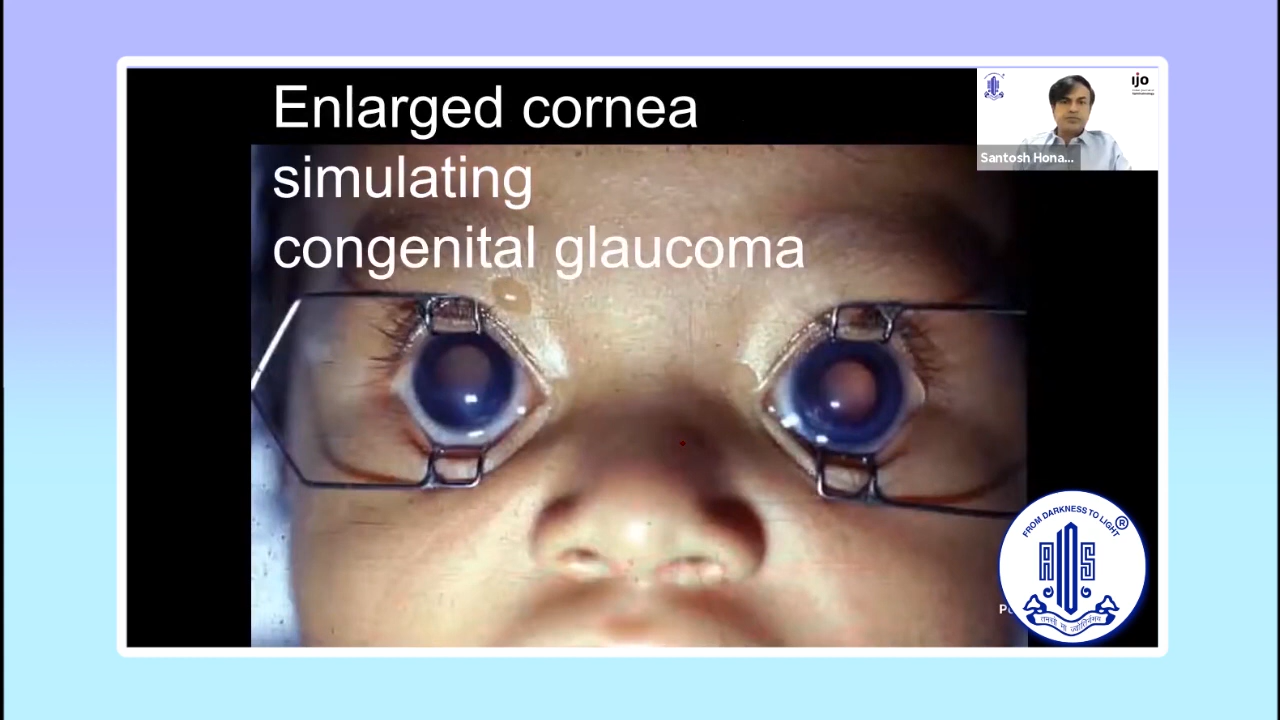 Enlarged cornea
simulating
congenital glaucoma
ijo
Santosh Hona...
FROM DARKNESS TO LIGHT
®
AIOS